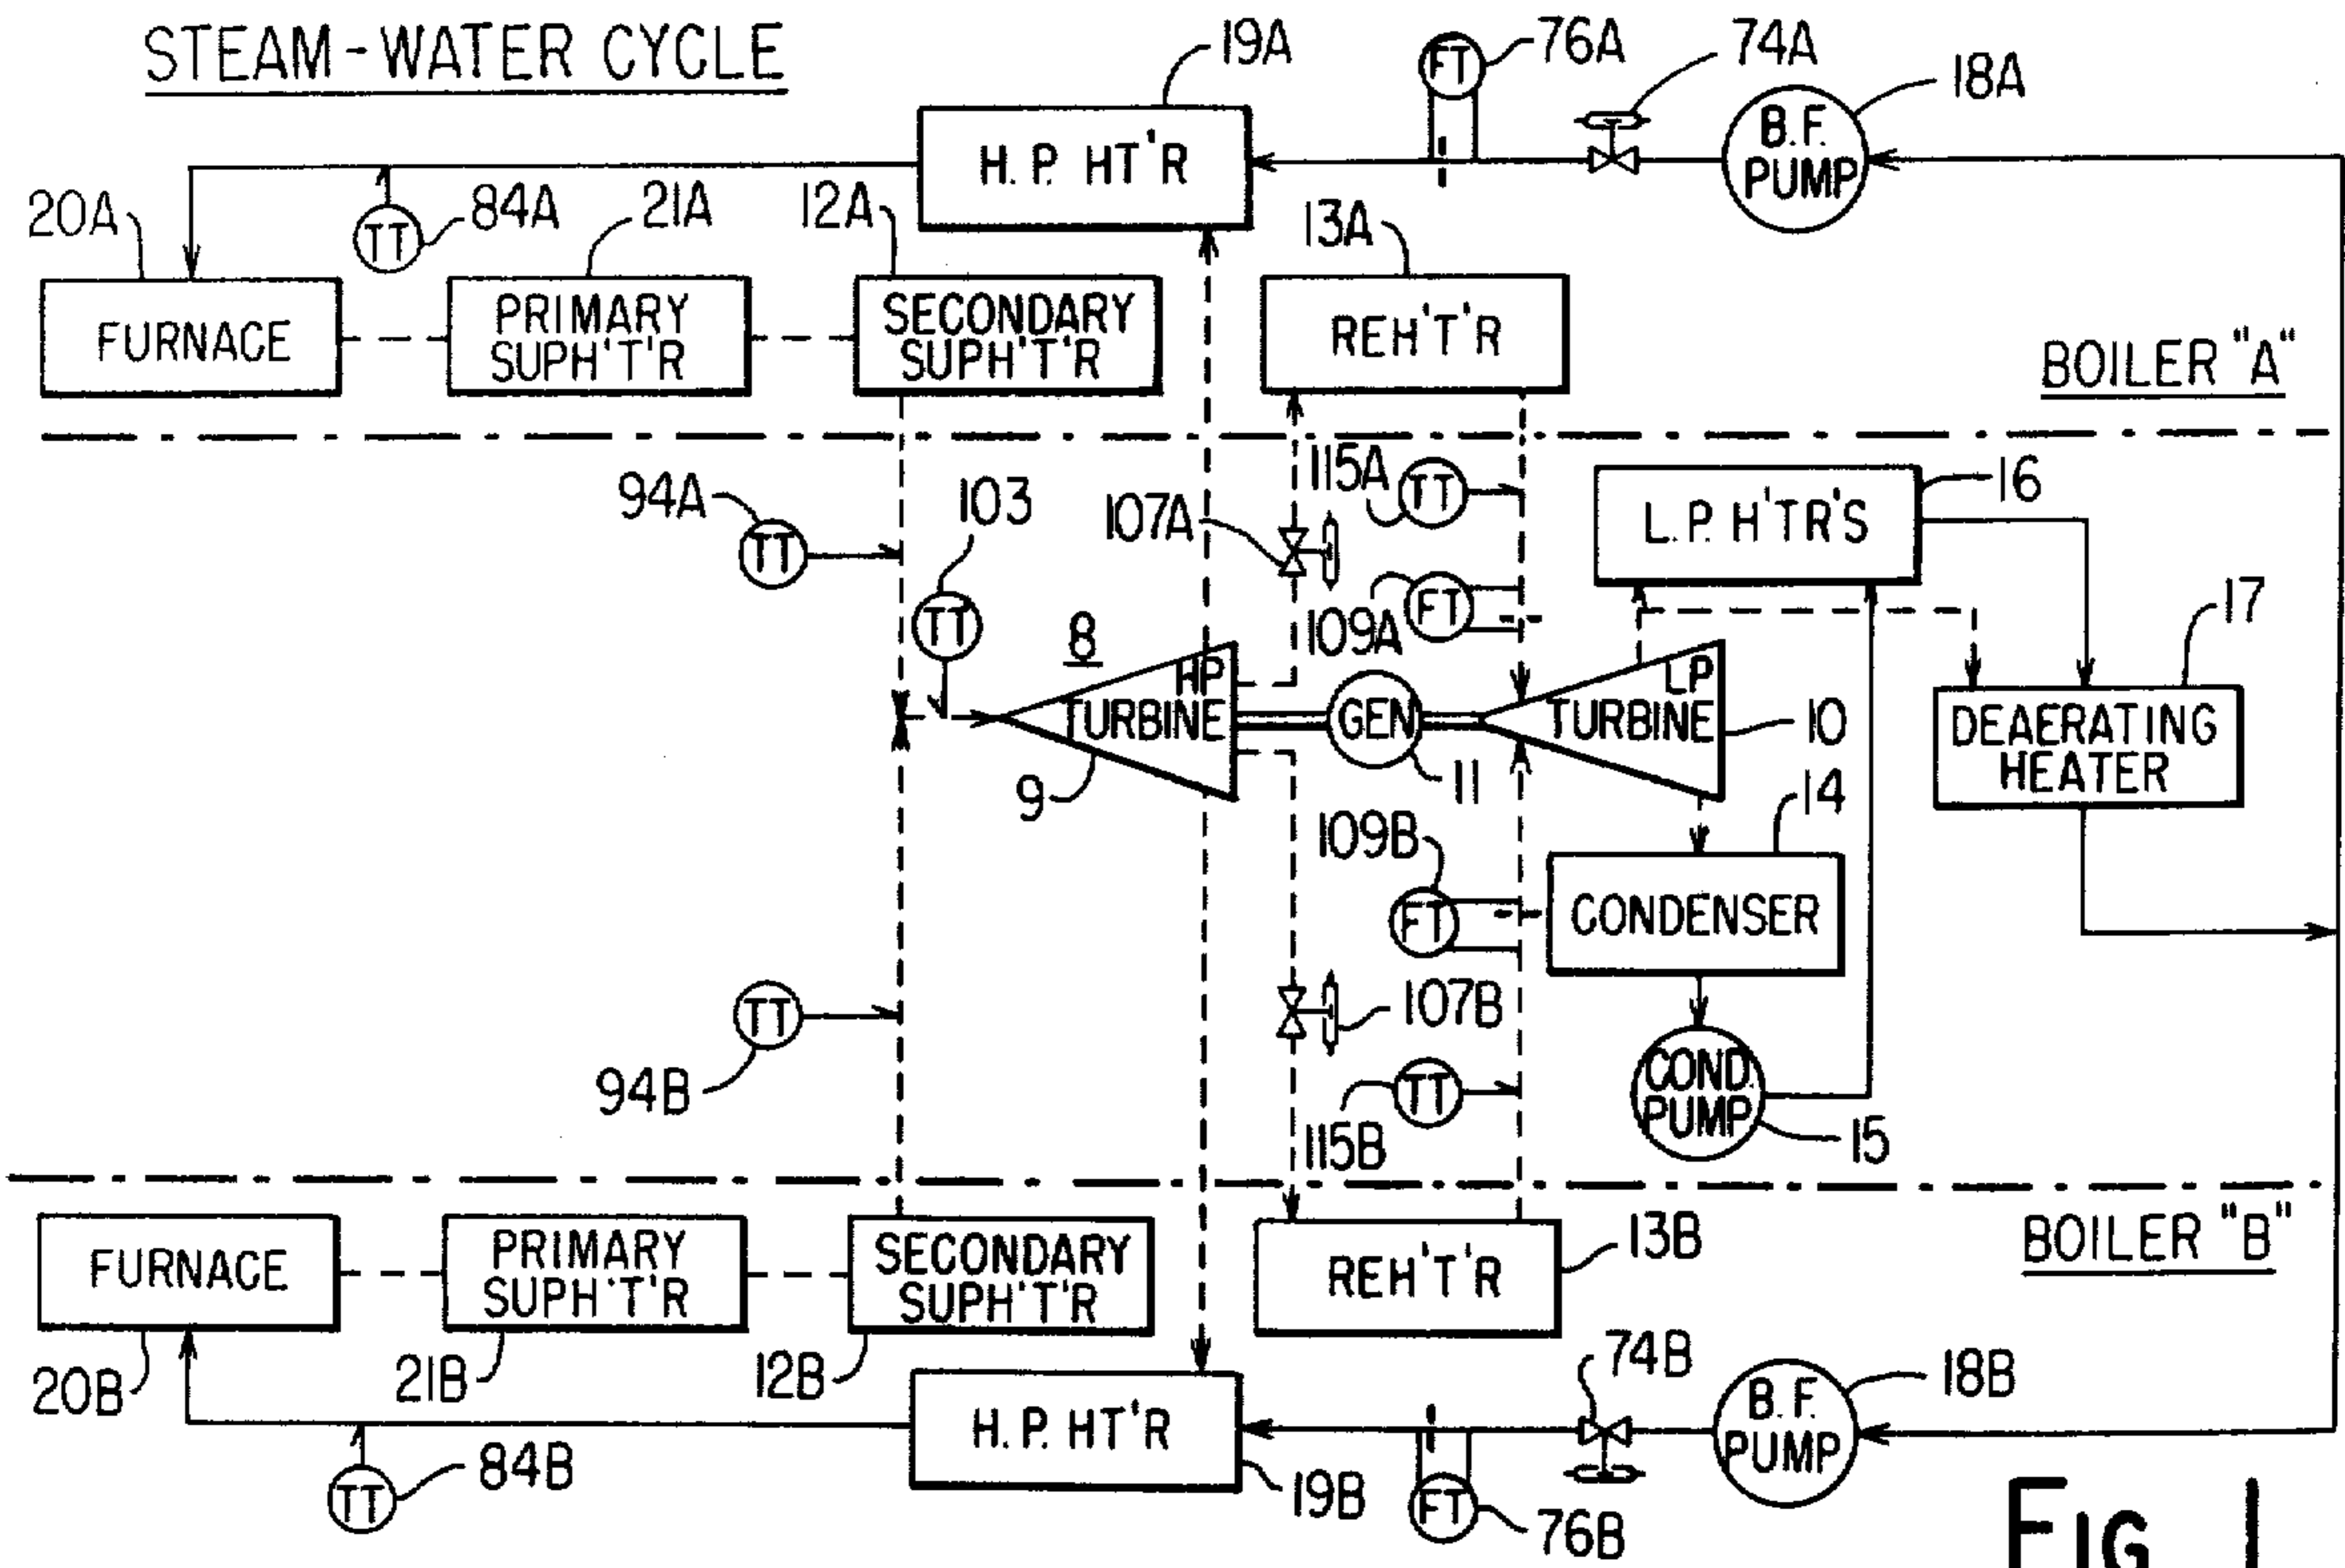 STEAM-WATER CYCLE
19A
FT
76A
74A
18A
B.F.
PUMP
H.P. HT'R
20A
TT
84A
21A
12A
13A
FURNACE
PRIMARY
SUPH'T'R
SECONDARY
SUPH'T'R
REH'T'R
BOILER "A"
94A
TT
103
TT
107A
115A
TT
109A
FT
L.P. H'TR'S
16
17
8
HP
TURBINE
9
GEN
11
LP
TURBINE
10
DEAERATING
HEATER
14
109B
FT
CONDENSER
TT
94B
107B
TT
115B
COND.
PUMP
15
FURNACE
PRIMARY
SUPH'T'R
SECONDARY
SUPH'T'R
REH'T'R
13B
BOILER "B"
20B
21B
12B
74B
18B
B.F.
PUMP
H.P. HT'R
19B
TT
84B
FT
76B
FIG 1